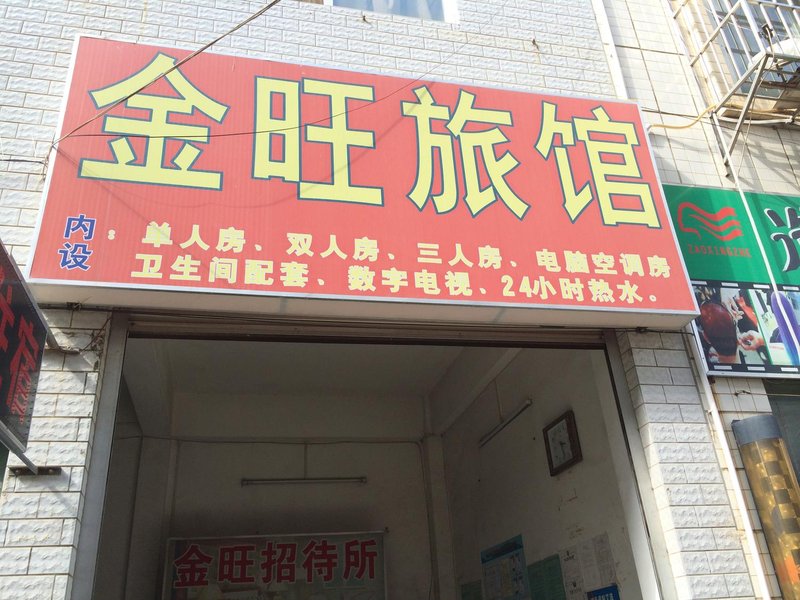 金旺旅馆
内设:单人房、双人房、三人房、电脑空调房
卫生间配套、数字电视、24小时热水。
金旺招待所